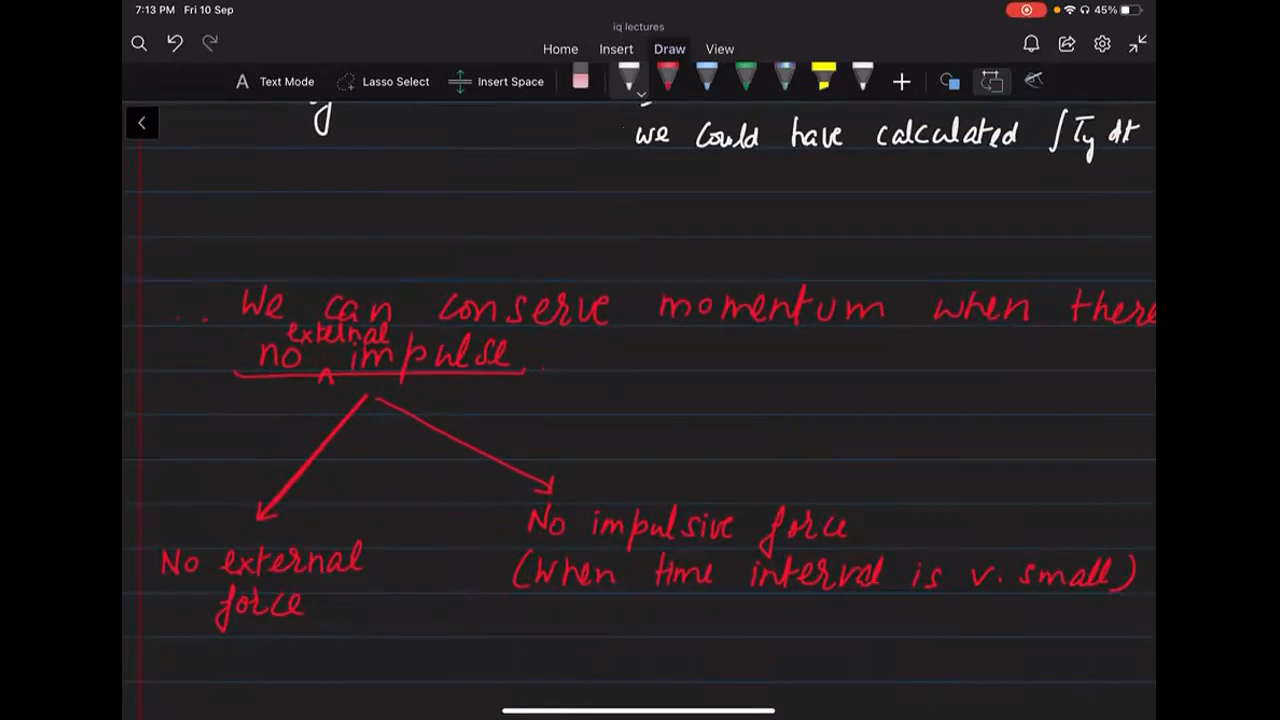 7:13 PM Fri 10 Sep
45%
iq lectures
Home Insert Draw View
Text Mode Lasso Select Insert Space
y
we could have calculated ∫Ty dt
∴ We can conserve momentum when there
external
no ^ impulse.
No impulsive force
(when time interval is v. small)
No external
force